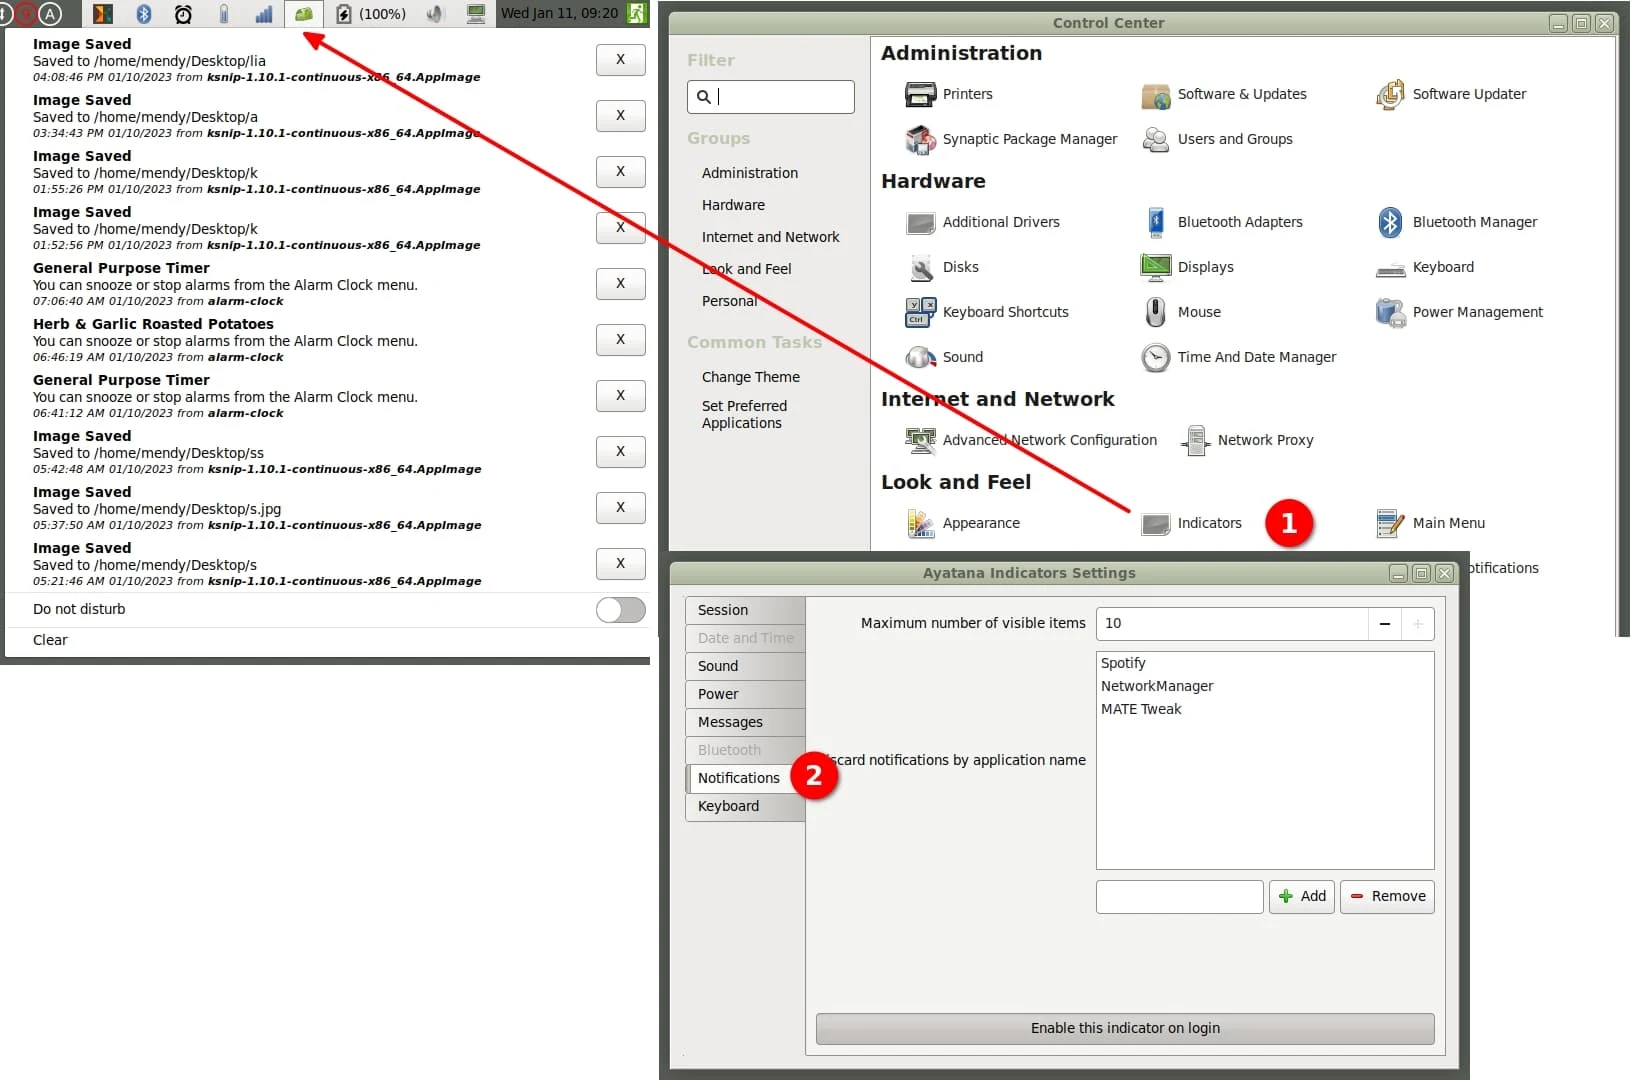 A
(100%)
Wed Jan 11, 09:20
Image Saved
Saved to /home/mendy/Desktop/lia
04:08:46 PM 01/10/2023 from ksnip-1.10.1-continuous-x86_64.AppImage
X
Image Saved
Saved to /home/mendy/Desktop/a
03:34:43 PM 01/10/2023 from ksnip-1.10.1-continuous-x86_64.AppImage
X
Image Saved
Saved to /home/mendy/Desktop/k
01:55:26 PM 01/10/2023 from ksnip-1.10.1-continuous-x86_64.AppImage
X
Image Saved
Saved to /home/mendy/Desktop/k
01:52:56 PM 01/10/2023 from ksnip-1.10.1-continuous-x86_64.AppImage
X
General Purpose Timer
You can snooze or stop alarms from the Alarm Clock menu.
07:06:40 AM 01/10/2023 from alarm-clock
X
Herb & Garlic Roasted Potatoes
You can snooze or stop alarms from the Alarm Clock menu.
06:46:19 AM 01/10/2023 from alarm-clock
X
General Purpose Timer
You can snooze or stop alarms from the Alarm Clock menu.
06:41:12 AM 01/10/2023 from alarm-clock
X
Image Saved
Saved to /home/mendy/Desktop/ss
05:42:48 AM 01/10/2023 from ksnip-1.10.1-continuous-x86_64.AppImage
X
Image Saved
Saved to /home/mendy/Desktop/s.jpg
05:37:50 AM 01/10/2023 from ksnip-1.10.1-continuous-x86_64.AppImage
X
Image Saved
Saved to /home/mendy/Desktop/s
05:21:46 AM 01/10/2023 from ksnip-1.10.1-continuous-x86_64.AppImage
X
Do not disturb
Clear
Control Center
Filter
Groups
Administration
Hardware
Internet and Network
Look and Feel
Personal
Common Tasks
Change Theme
Set Preferred
Applications
Administration
Printers
Software & Updates
Software Updater
Synaptic Package Manager
Users and Groups
Hardware
Additional Drivers
Bluetooth Adapters
Bluetooth Manager
Disks
Displays
Keyboard
Keyboard Shortcuts
Mouse
Power Management
Sound
Time And Date Manager
Internet and Network
Advanced Network Configuration
Network Proxy
Look and Feel
Appearance
Indicators
1
Main Menu
otifications
Ayatana Indicators Settings
Session
Date and Time
Sound
Power
Messages
Bluetooth
Notifications
2
Keyboard
Maximum number of visible items
10
Spotify
NetworkManager
MATE Tweak
scard notifications by application name
Add
Remove
Enable this indicator on login